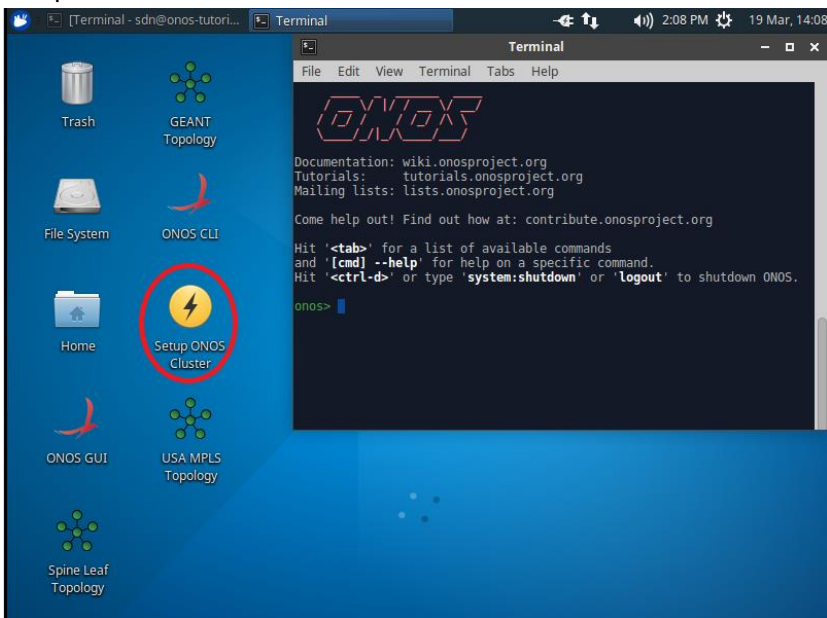 [Terminal - sdn@onos-tutori...
Terminal
2:08 PM
19 Mar, 14:08
Terminal
File Edit View Terminal Tabs Help
ONOS
Documentation: wiki.onosproject.org
Tutorials: tutorials.onosproject.org
Mailing lists: lists.onosproject.org
Come help out! Find out how at: contribute.onosproject.org
Hit '<tab>' for a list of available commands
and '[cmd] --help' for help on a specific command.
Hit '<ctrl-d>' or type 'system:shutdown' or 'logout' to shutdown ONOS.
onos>
Trash
GEANT
Topology
File System
ONOS CLI
Home
Setup ONOS
Cluster
ONOS GUI
USA MPLS
Topology
Spine Leaf
Topology